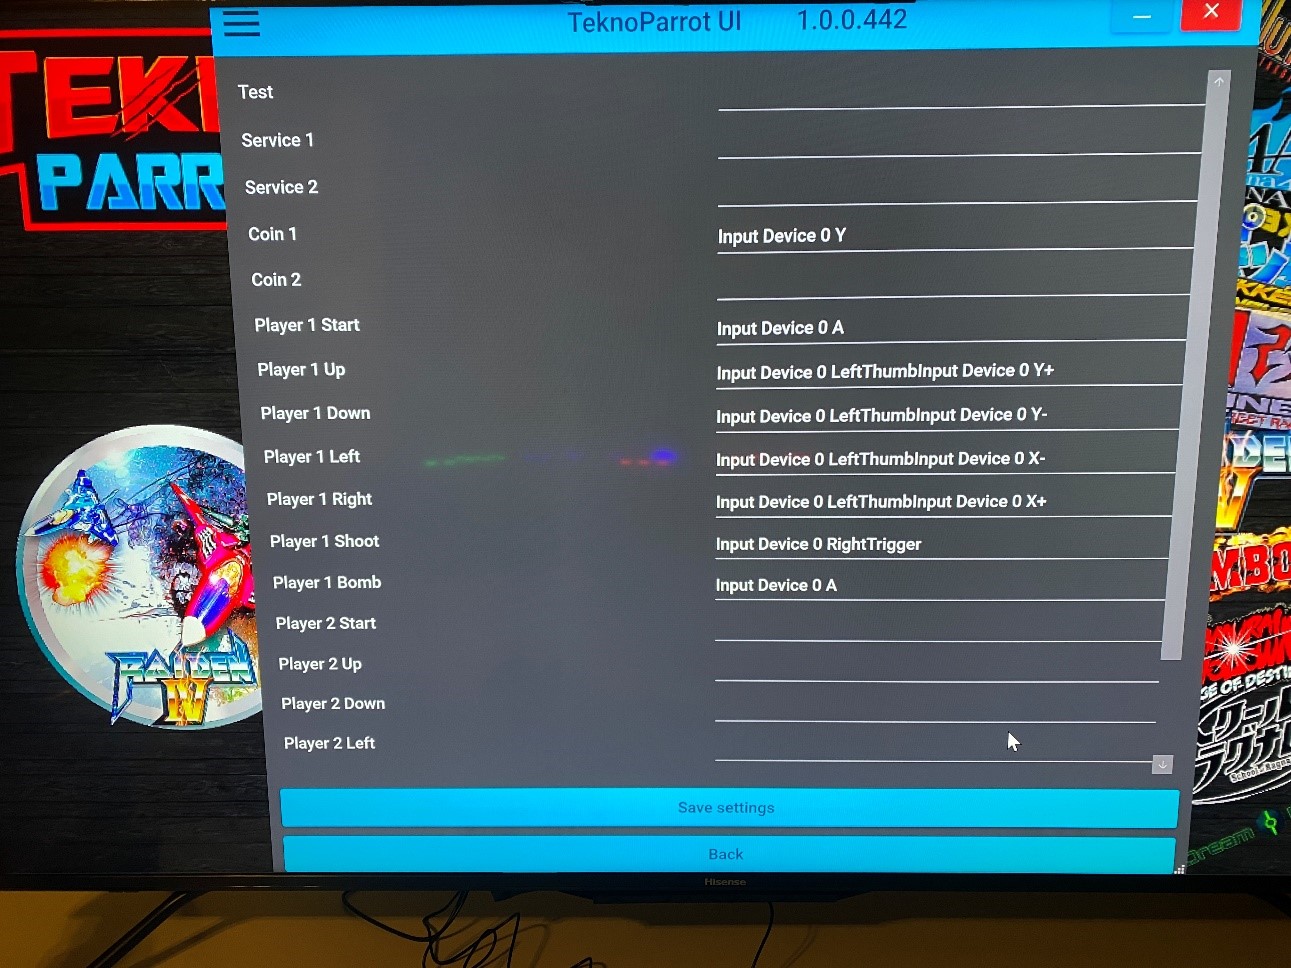 TeknoParrot UI 1.0.0.442
Test
Service 1
Service 2
Coin 1 Input Device 0 Y
Coin 2
Player 1 Start Input Device 0 A
Player 1 Up Input Device 0 LeftThumbInput Device 0 Y+
Player 1 Down Input Device 0 LeftThumbInput Device 0 Y-
Player 1 Left Input Device 0 LeftThumbInput Device 0 X-
Player 1 Right Input Device 0 LeftThumbInput Device 0 X+
Player 1 Shoot Input Device 0 RightTrigger
Player 1 Bomb Input Device 0 A
Player 2 Start
Player 2 Up
Player 2 Down
Player 2 Left
Save settings
Back
TEK
PARR
RAIDEN
IV
Hisense